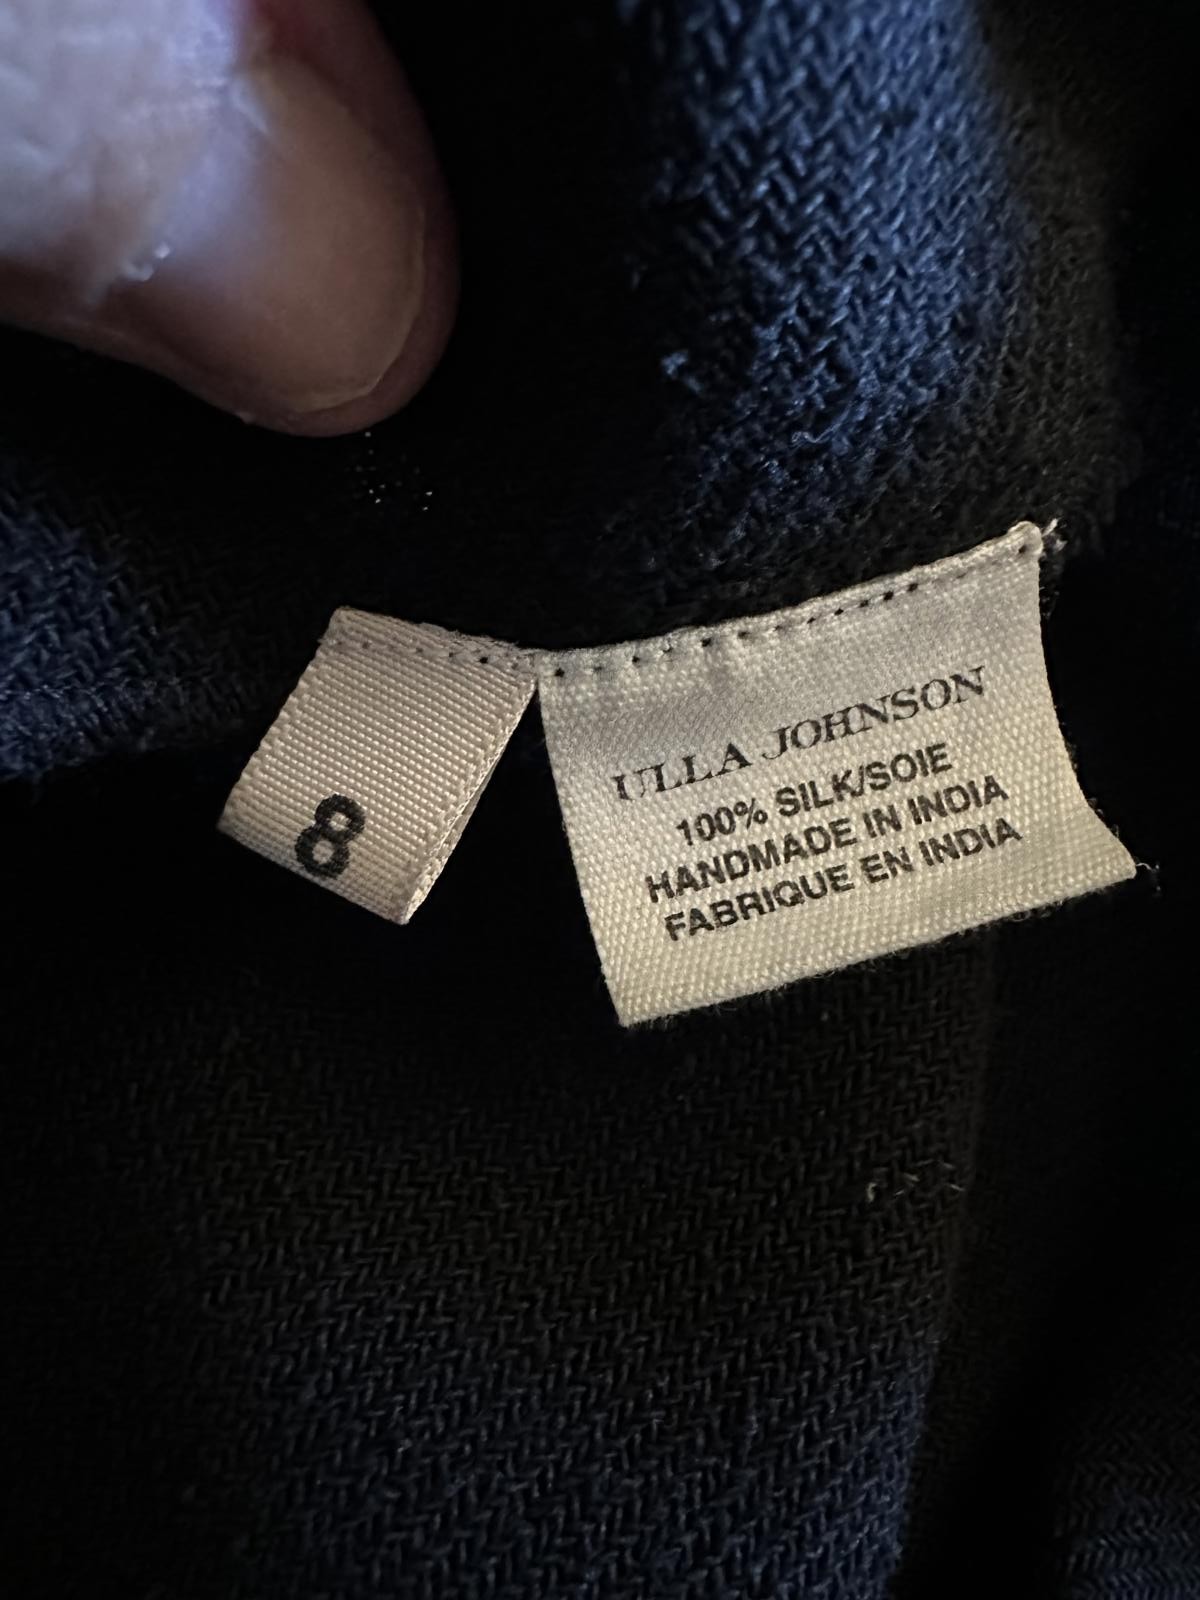 8
ULLA JOHNSON
100% SILK/SOIE
HANDMADE IN INDIA
FABRIQUE EN INDIA